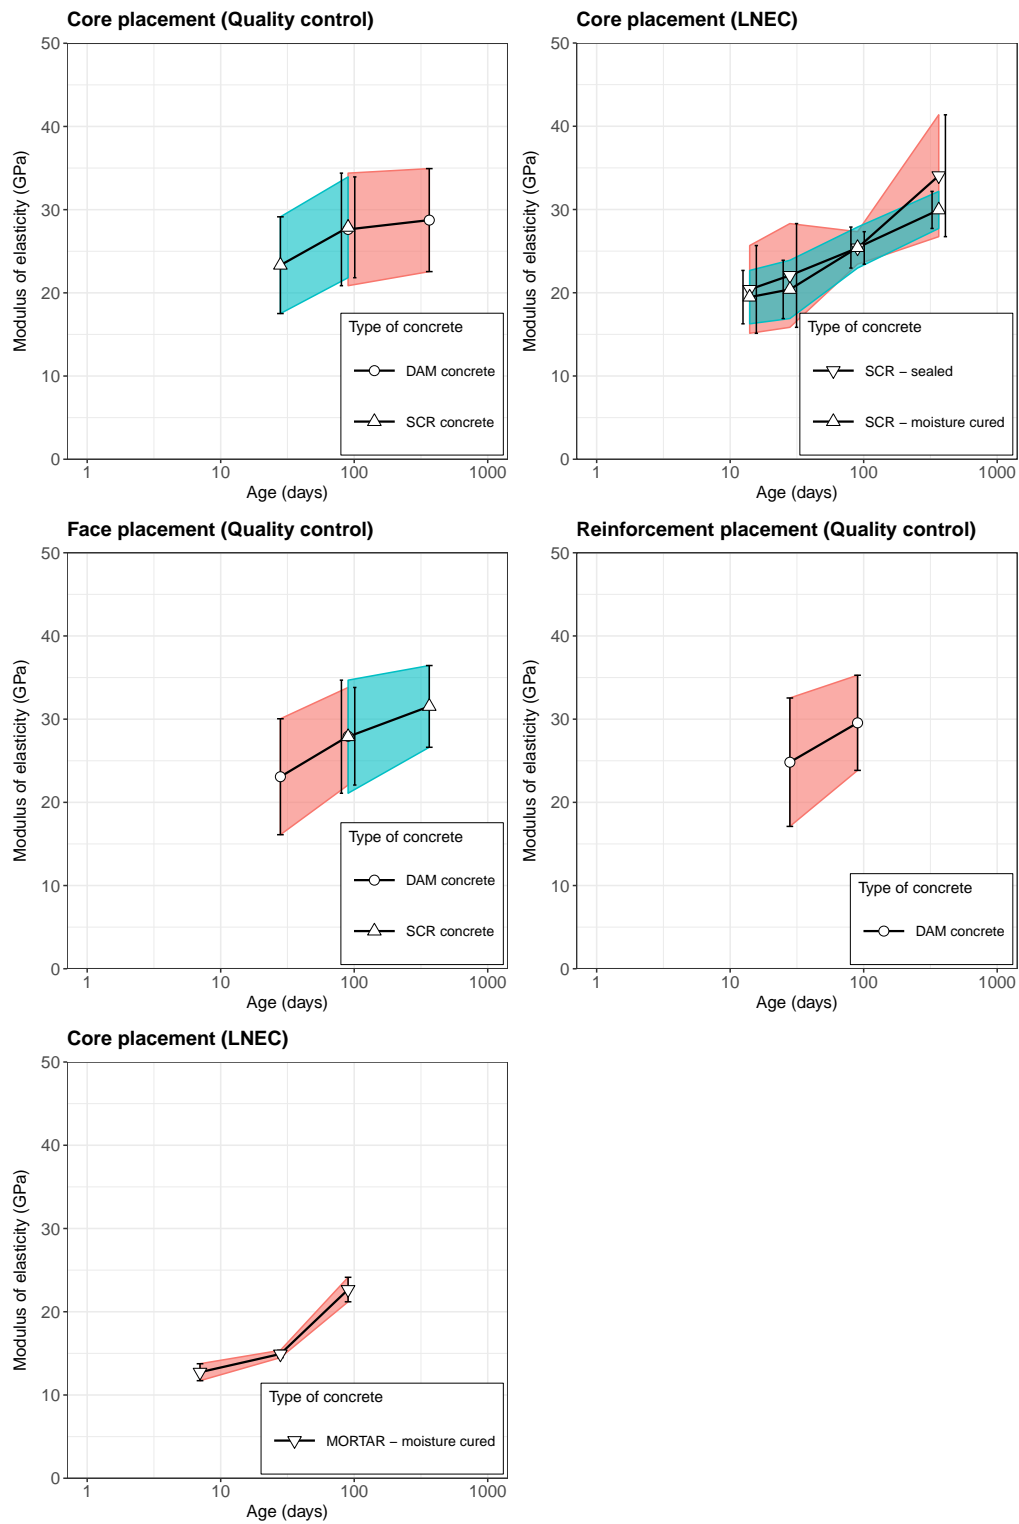 Core placement (Quality control)
Modulus of elasticity (GPa)
50
40
30
20
10
0
1
10
100
1000
Age (days)
Type of concrete
DAM concrete
SCR concrete
Core placement (LNEC)
Modulus of elasticity (GPa)
50
40
30
20
10
0
1
10
100
1000
Age (days)
Type of concrete
SCR − sealed
SCR − moisture cured
Face placement (Quality control)
Modulus of elasticity (GPa)
50
40
30
20
10
0
1
10
100
1000
Age (days)
Type of concrete
DAM concrete
SCR concrete
Reinforcement placement (Quality control)
Modulus of elasticity (GPa)
50
40
30
20
10
0
1
10
100
1000
Age (days)
Type of concrete
DAM concrete
Core placement (LNEC)
Modulus of elasticity (GPa)
50
40
30
20
10
0
1
10
100
1000
Age (days)
Type of concrete
MORTAR − moisture cured